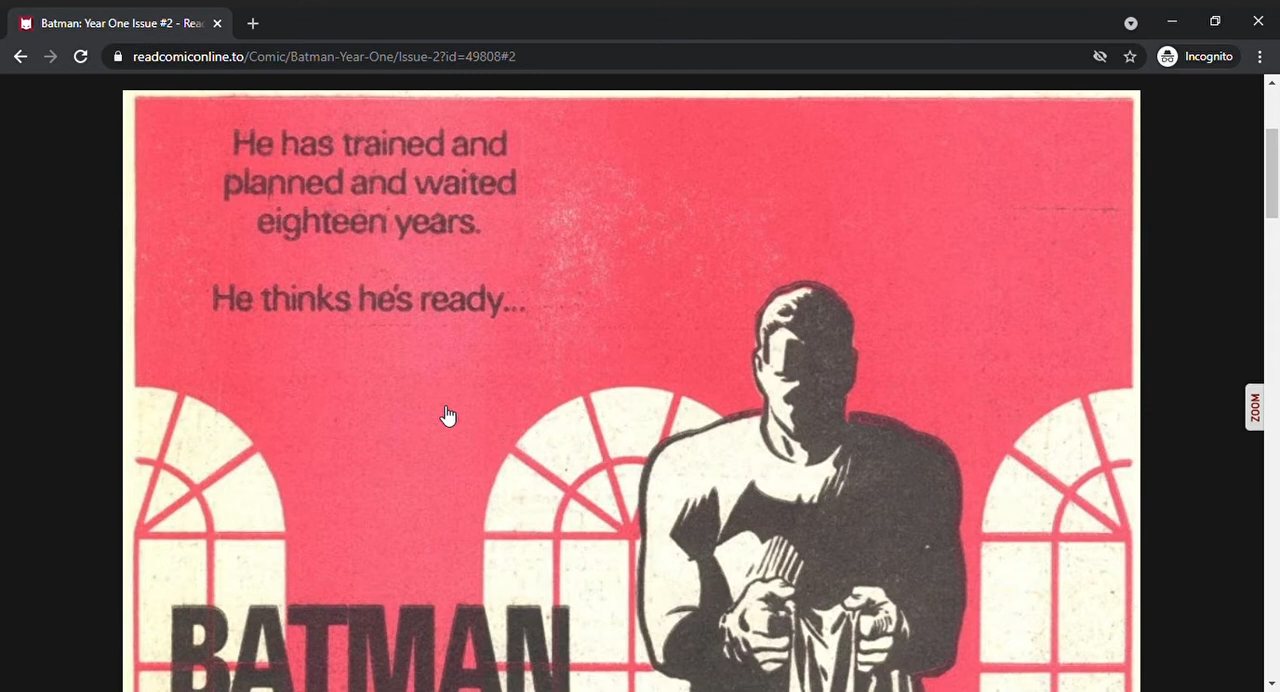 Batman: Year One Issue #2 - Rea
readcomiconline.to/Comic/Batman-Year-One/Issue-2?id=49808#2
Incognito
He has trained and
planned and waited
eighteen years.
He thinks he's ready...
ZOOM
BATMAN